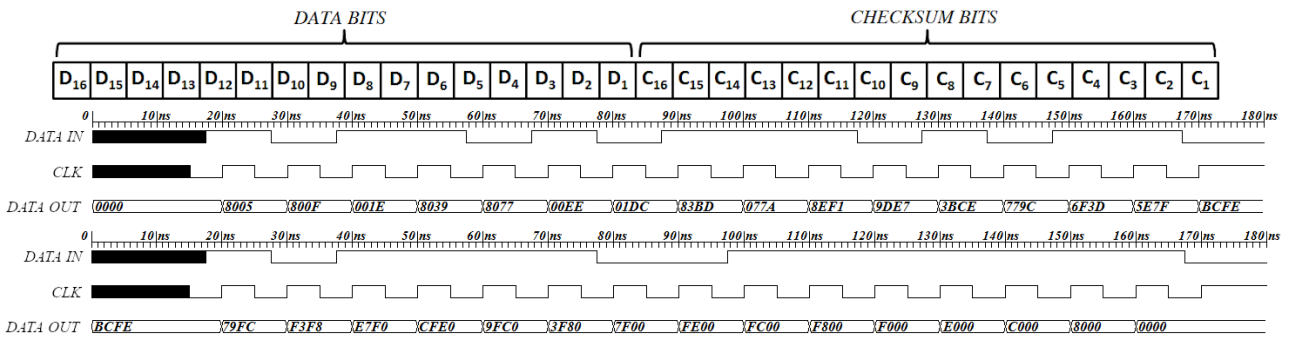 DATA BITS CHECKSUM BITS
D16 D15 D14 D13 D12 D11 D10 D9 D8 D7 D6 D5 D4 D3 D2 D1 C16 C15 C14 C13 C12 C11 C10 C9 C8 C7 C6 C5 C4 C3 C2 C1
0 10|ns 20|ns 30|ns 40|ns 50|ns 60|ns 70|ns 80|ns 90|ns 100|ns 110|ns 120|ns 130|ns 140|ns 150|ns 160|ns 170|ns 180|ns
DATA IN
CLK
DATA OUT 0000 8005 800F 001E 8039 8077 00EE 01DC 83BD 077A 8EF1 9DE7 3BCE 779C 6F3D 5E7F BCFE
0 10|ns 20|ns 30|ns 40|ns 50|ns 60|ns 70|ns 80|ns 90|ns 100|ns 110|ns 120|ns 130|ns 140|ns 150|ns 160|ns 170|ns 180|ns
DATA IN
CLK
DATA OUT BCFE 79FC F3F8 E7F0 CFE0 9FC0 3F80 7F00 FE00 FC00 F800 F000 E000 C000 8000 0000